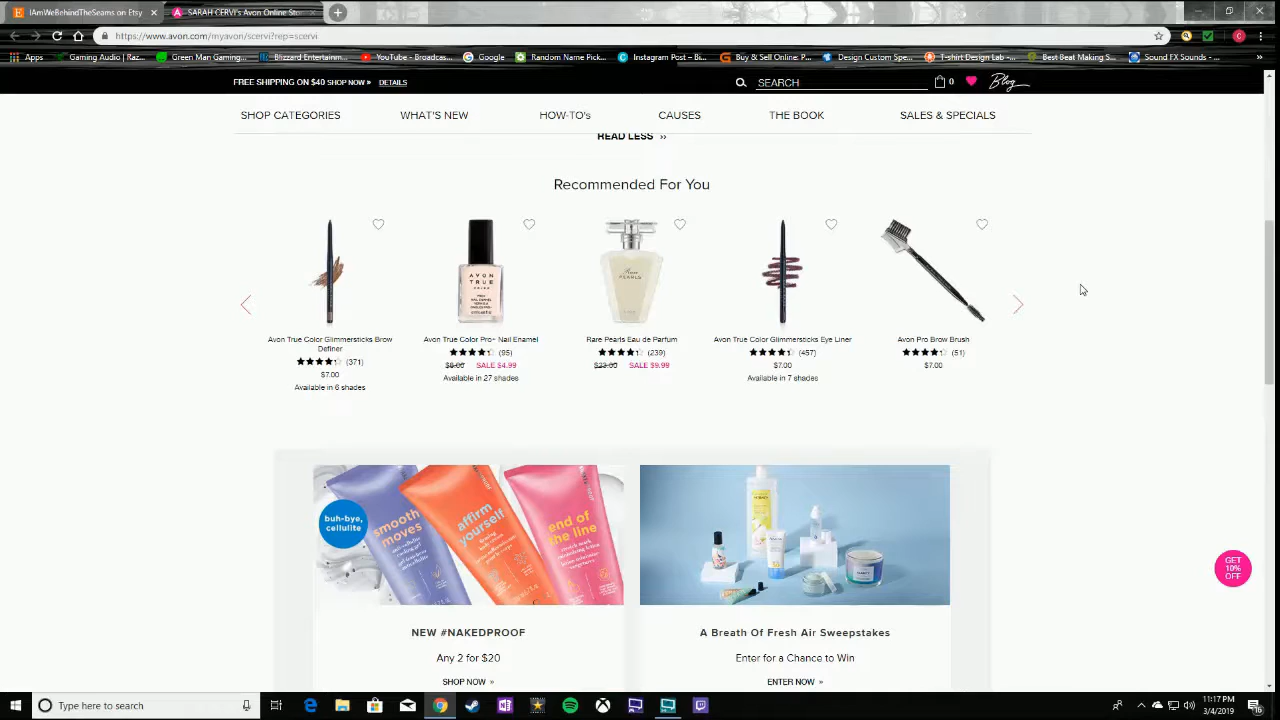 IAmWeBehindTheSeams on Etsy
SARAH CERVI's Avon Online Sto
https://www.avon.com/myavon/scervi?rep=scervi
Apps Gaming Audio | Raz... Green Man Gaming... Blizzard Entertainm... YouTube - Broadcas... Google Random Name Pick... Instagram Post – Bi... Buy & Sell Online: P... Design Custom Spe... T-shirt Design Lab -... Best Beat Making S... Sound FX Sounds - ... »
FREE SHIPPING ON $40 SHOP NOW » DETAILS
SEARCH
0
Blog
SHOP CATEGORIES WHAT'S NEW HOW-TO's CAUSES THE BOOK SALES & SPECIALS
READ LESS »
Recommended For You
AVON
TRUE
Avon True Color Glimmersticks Brow
Definer
(371)
$7.00
Available in 6 shades
Avon True Color Pro+ Nail Enamel
(95)
$8.00 SALE $4.99
Available in 27 shades
Rare Pearls Eau de Parfum
(239)
$23.00 SALE $9.99
Avon True Color Glimmersticks Eye Liner
(457)
$7.00
Available in 7 shades
Avon Pro Brow Brush
(51)
$7.00
buh-bye,
cellulite
smooth
moves
affirm
yourself
end of
the line
NEW #NAKEDPROOF
Any 2 for $20
SHOP NOW »
A Breath Of Fresh Air Sweepstakes
Enter for a Chance to Win
ENTER NOW »
GET
10%
OFF
Type here to search
11:17 PM
3/4/2019
16